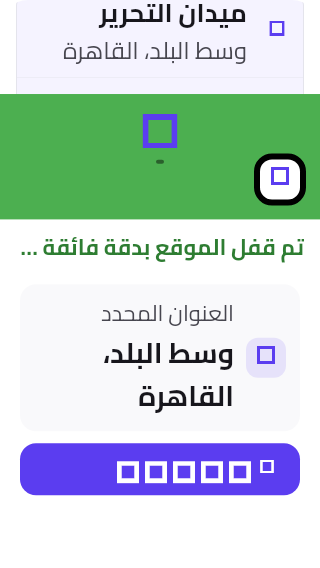 ميدان التحرير
وسط البلد، القاهرة
تم قفل الموقع بدقة فائقة ...
العنوان المحدد
وسط البلد،
القاهرة